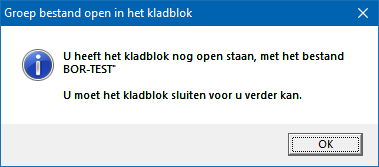 Groep bestand open in het kladblok
U heeft het kladblok nog open staan, met het bestand
BOR-TEST"
U moet het kladblok sluiten voor u verder kan.
OK